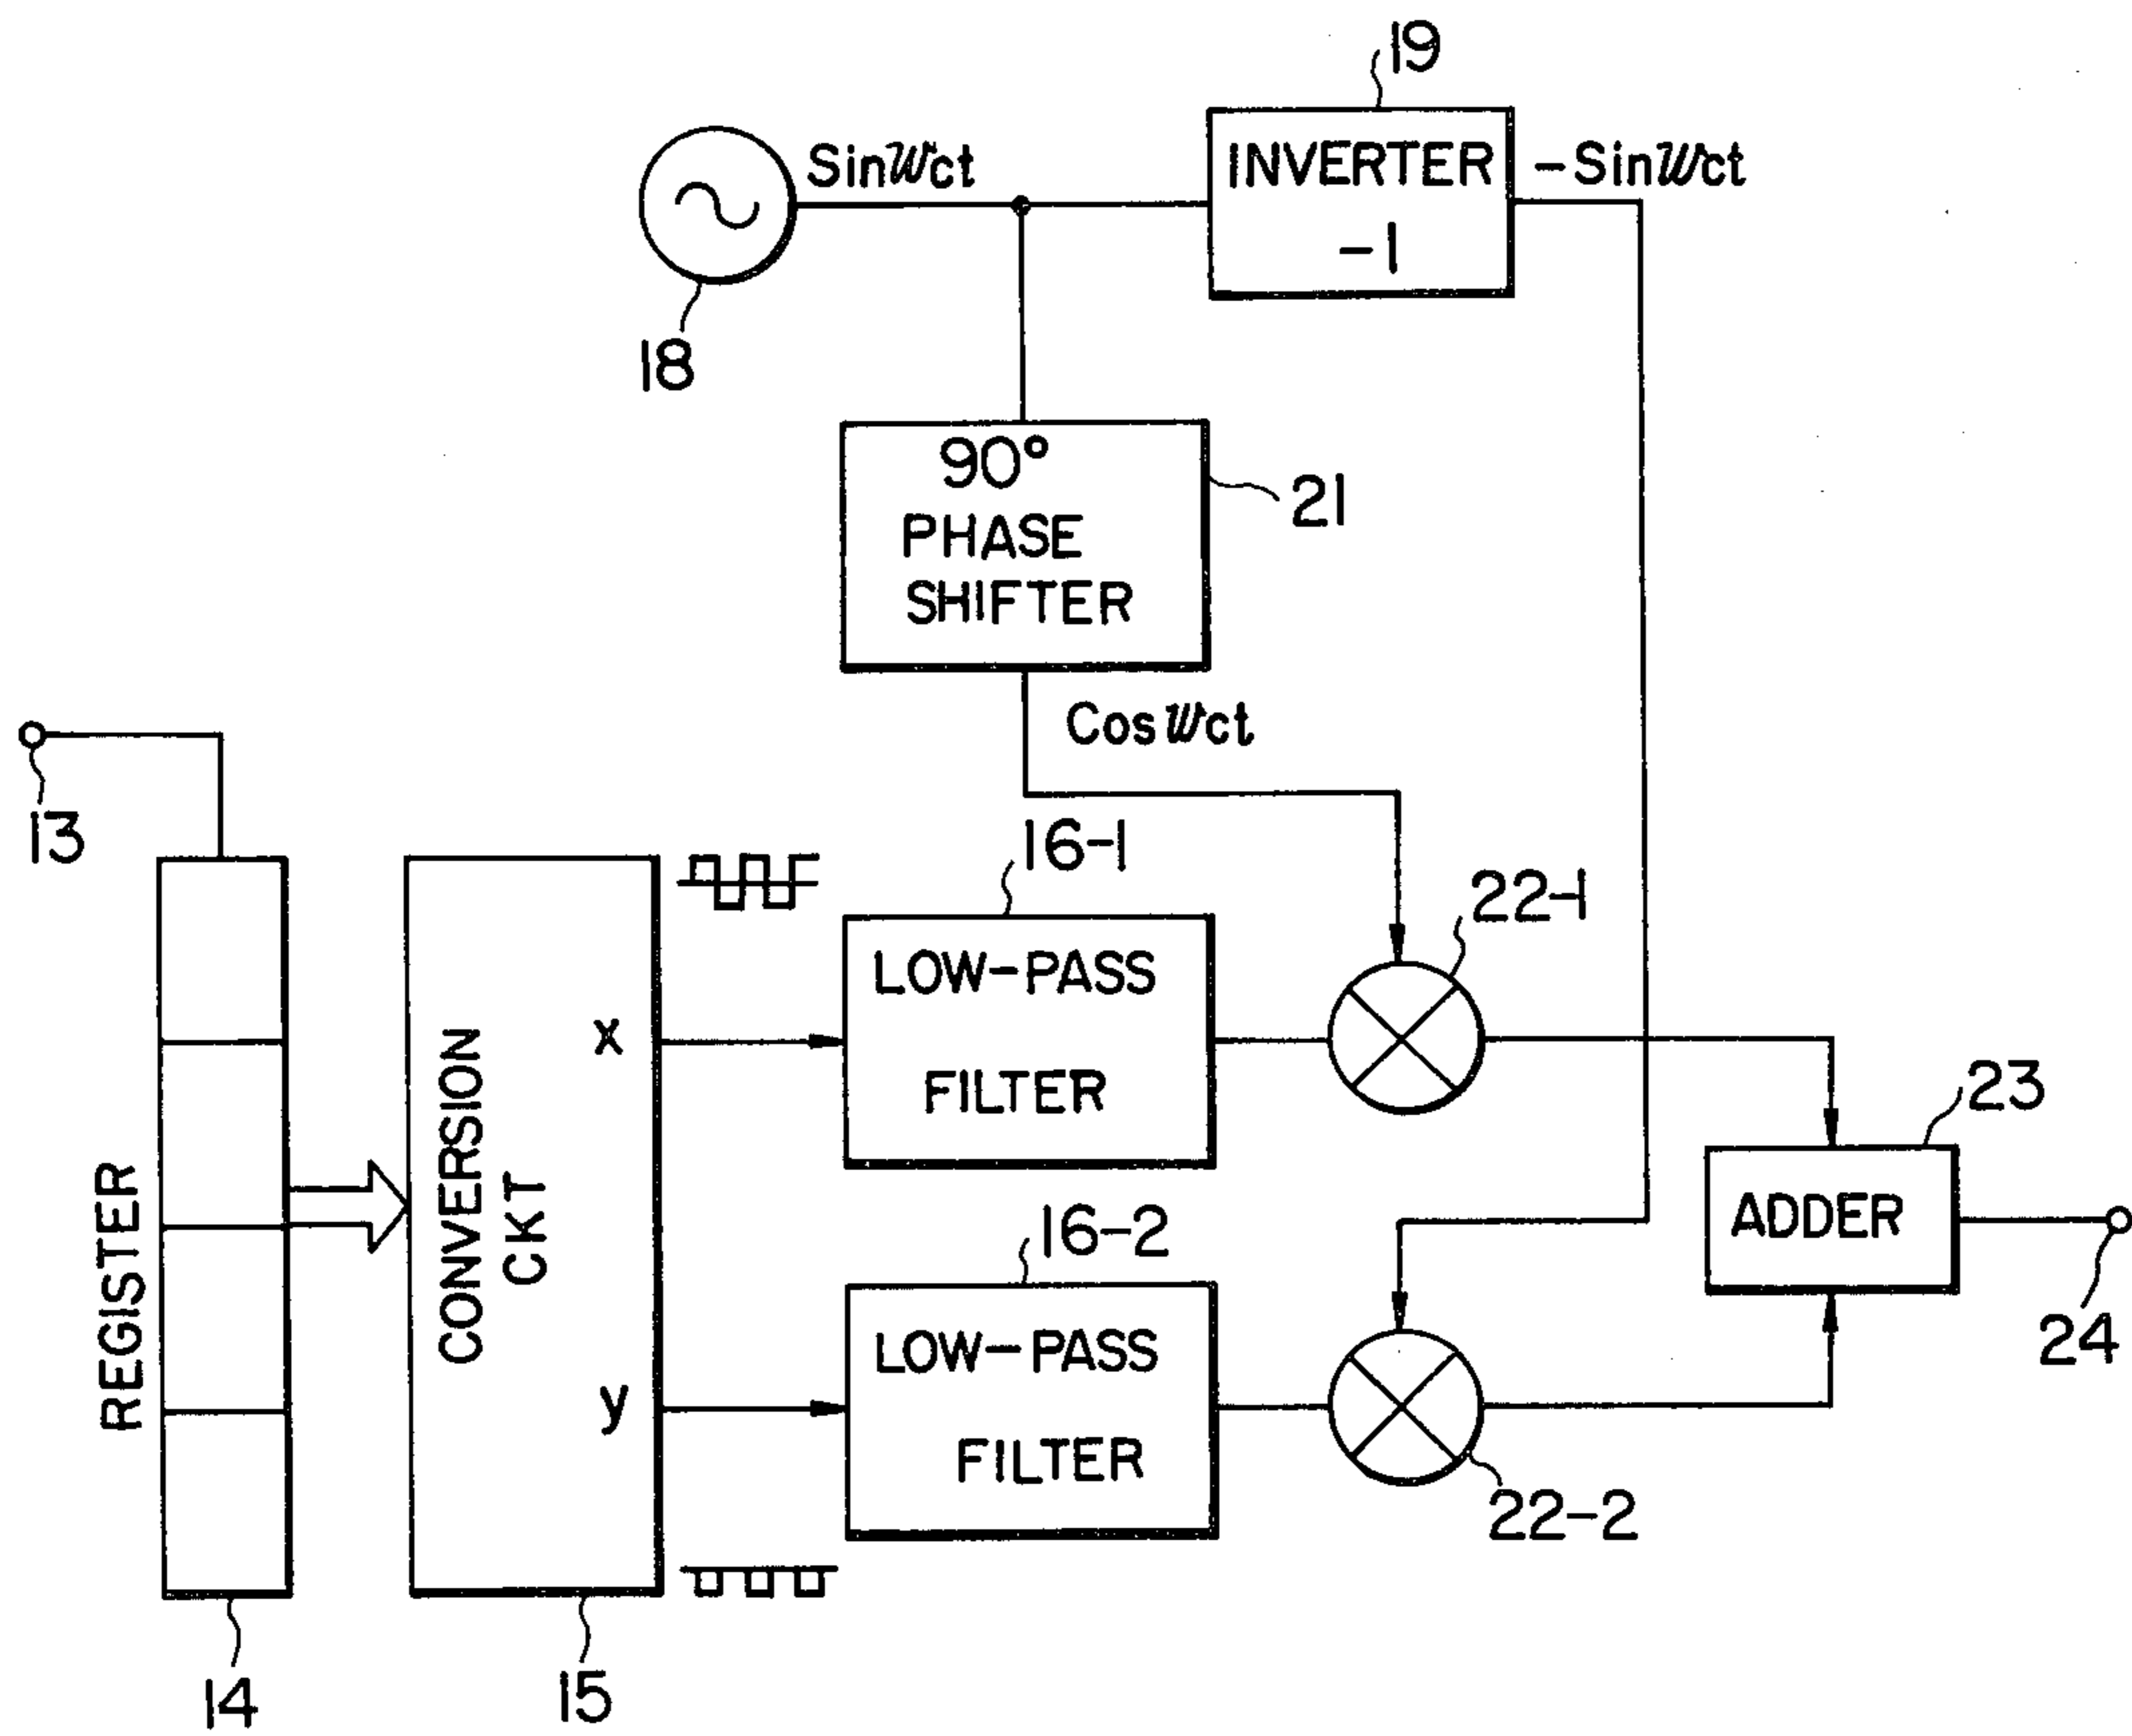 19
SinWct
INVERTER
-1
-SinWct
18
90°
PHASE
SHIFTER
21
CosWct
13
16-1
22-1
REGISTER
CONVERSION
CKT
x
y
LOW-PASS
FILTER
23
ADDER
16-2
LOW-PASS
FILTER
24
22-2
14
15